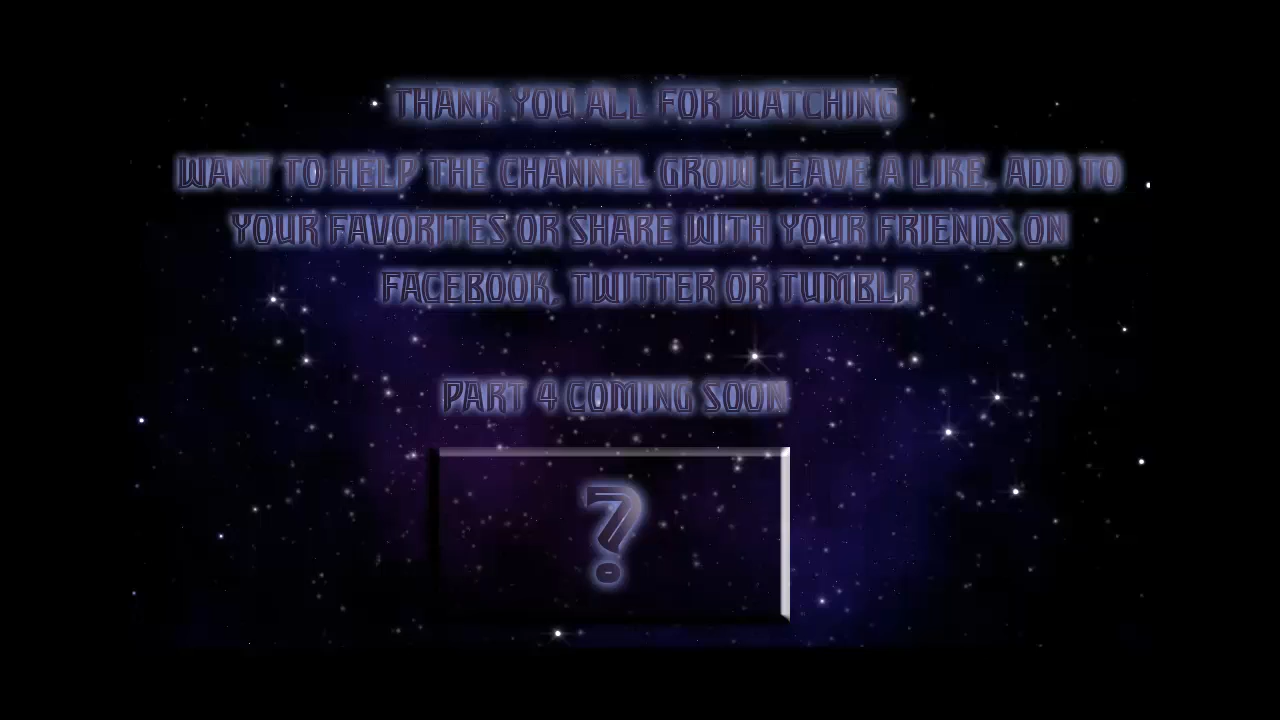 THANK YOU ALL FOR WATCHING
WANT TO HELP THE CHANNEL GROW LEAVE A LIKE, ADD TO
YOUR FAVORITES OR SHARE WITH YOUR FRIENDS ON
FACEBOOK, TWITTER OR TUMBLR
PART 4 COMING SOON
?